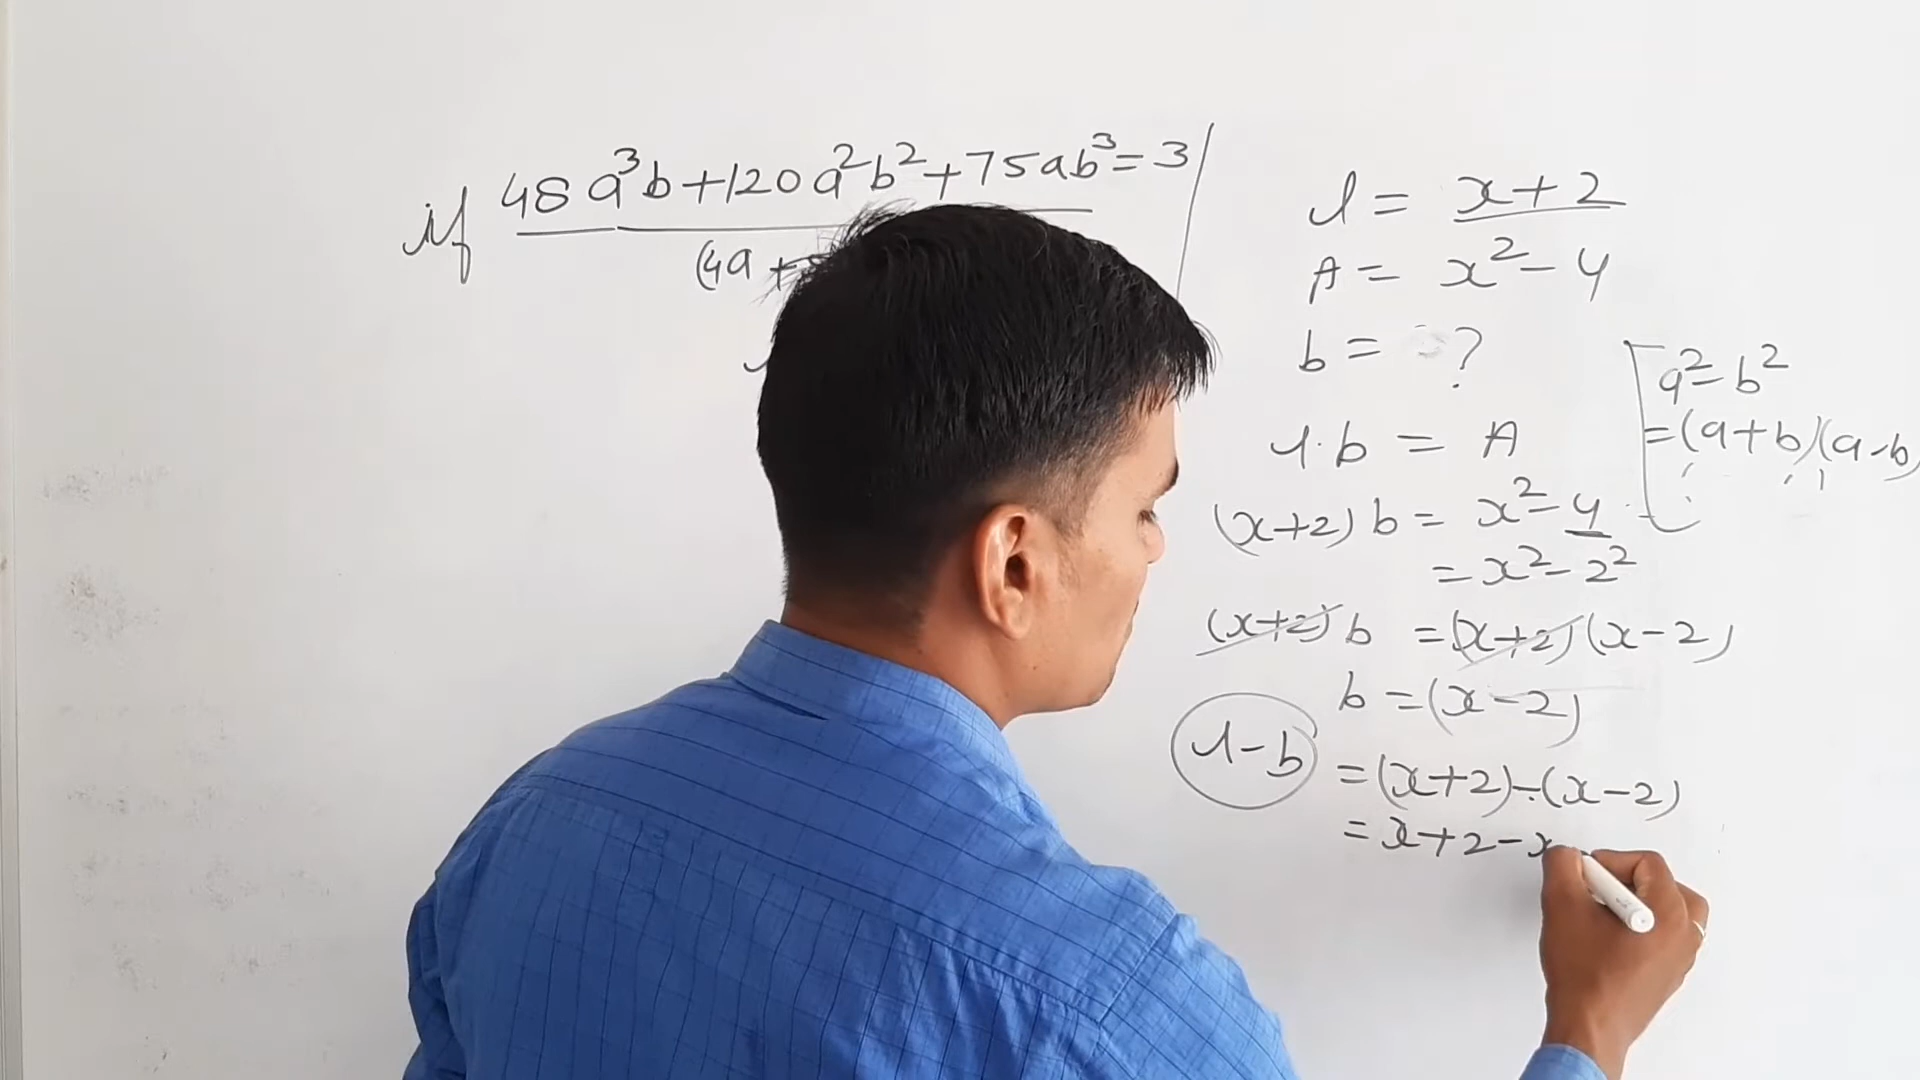 if 48a³b+120a²b²+75ab³=3
(4a +
l = x+2
A = x²-4
b = ?
a²-b²
=(a+b)(a-b)
l·b = A
(x+2) b = x²-4
= x²-2²
(x+2) b =(x+2)(x-2)
b =(x-2)
l-b =(x+2)-(x-2)
= x+2-x